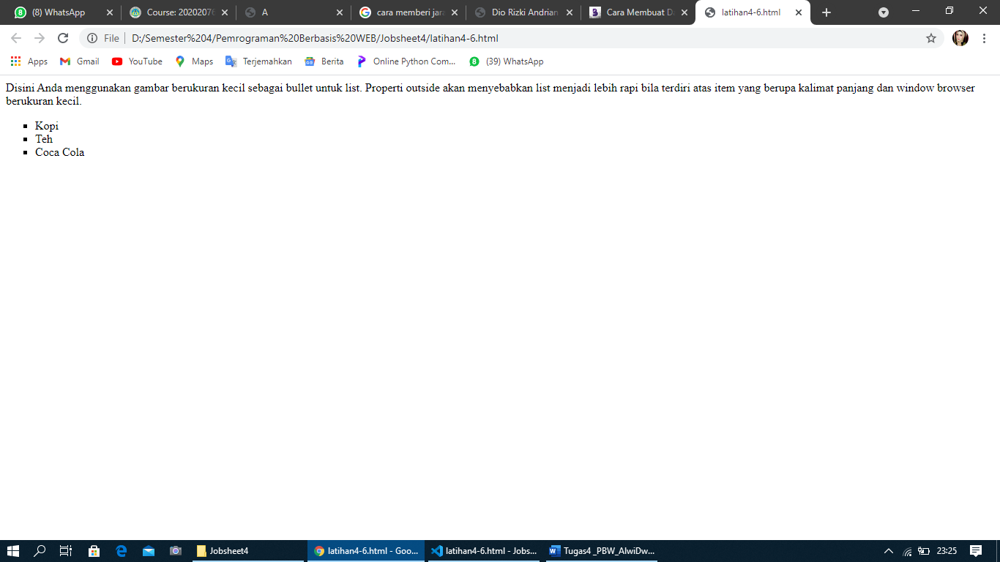 (8) WhatsApp
Course: 20202076
A
cara memberi jara
Dio Rizki Andrian
Cara Membuat Da
latihan4-6.html
File
D:/Semester%204/Pemrograman%20Berbasis%20WEB/Jobsheet4/latihan4-6.html
Apps
Gmail
YouTube
Maps
Terjemahkan
Berita
Online Python Com...
(39) WhatsApp
Disini Anda menggunakan gambar berukuran kecil sebagai bullet untuk list. Properti outside akan menyebabkan list menjadi lebih rapi bila terdiri atas item yang berupa kalimat panjang dan window browser
berukuran kecil.
Kopi
Teh
Coca Cola
Jobsheet4
latihan4-6.html - Goo...
latihan4-6.html - Jobs...
Tugas4 _PBW_AlwiDw...
23:25